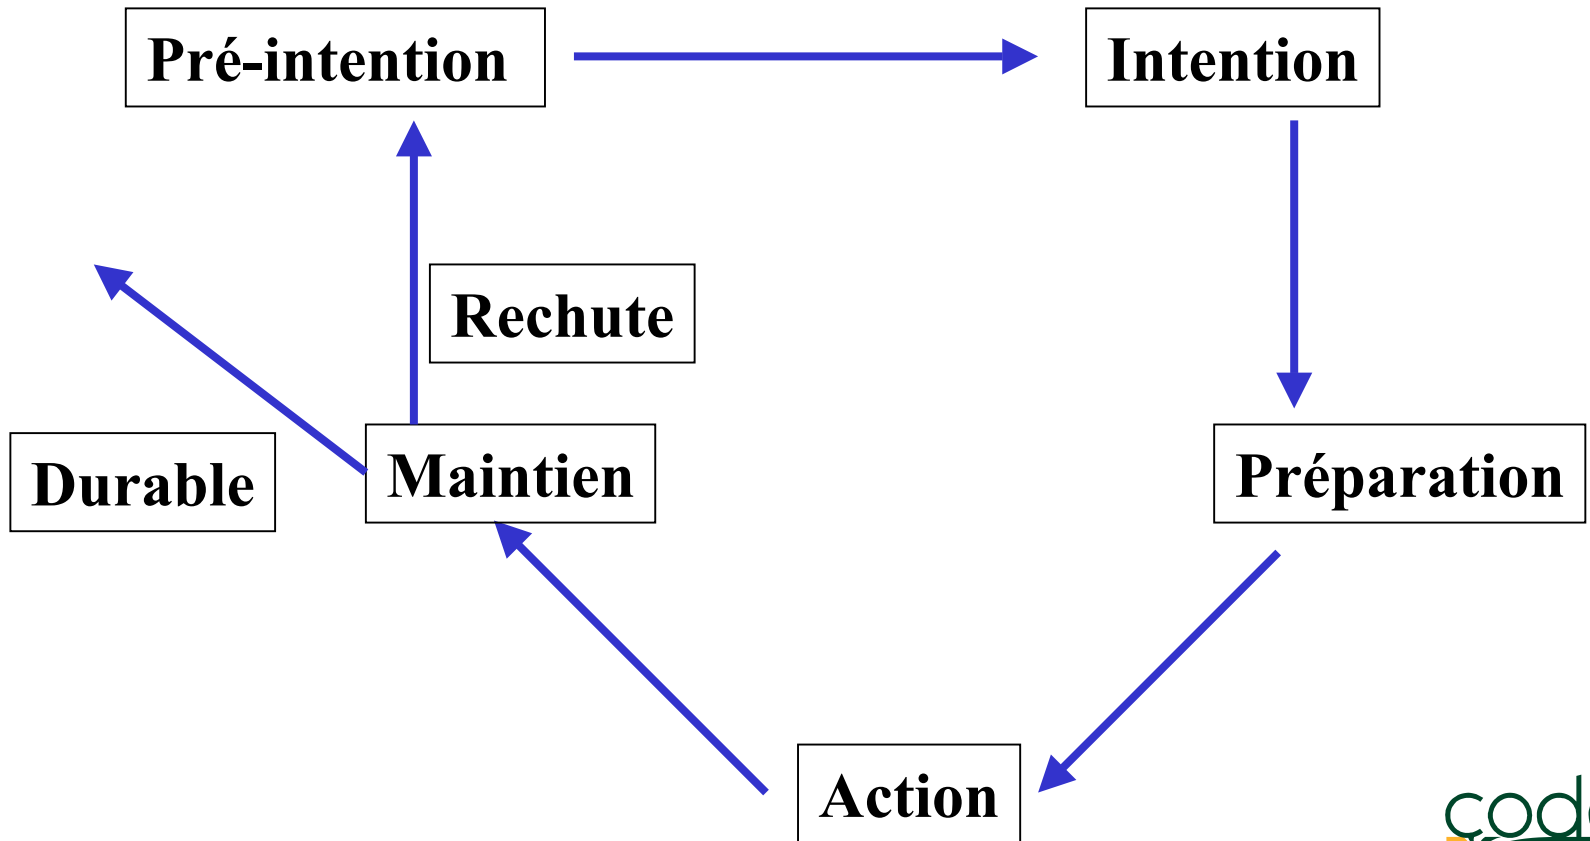 Pré-intention
Intention
Rechute
Durable
Maintien
Préparation
Action